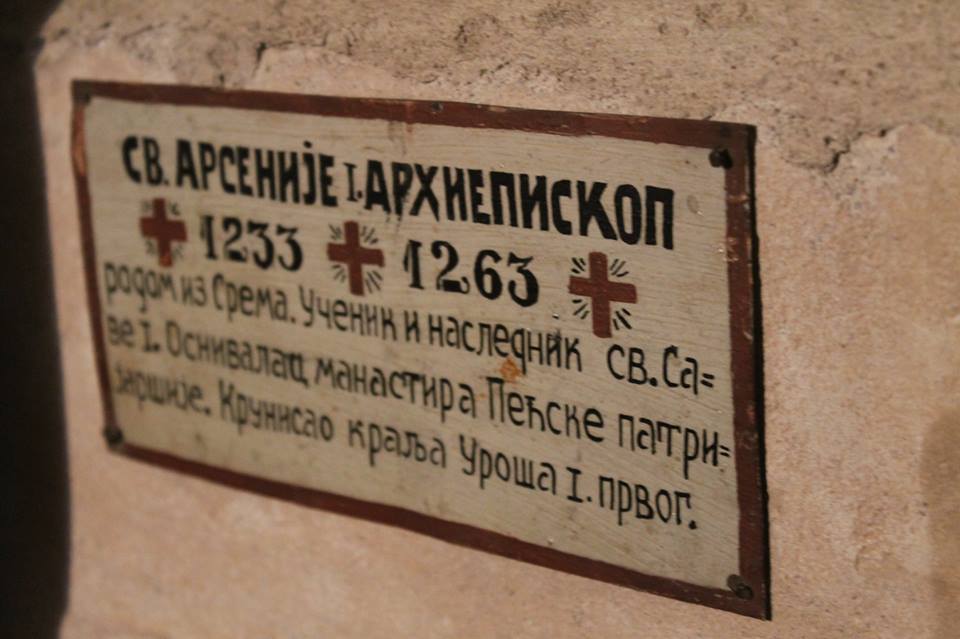 СВ. АРСЕНИЈЕ I. АРХИЕПИСКОП
1233 1263
родом из Срема. Ученик и наследник св. Са=
ве I. Оснивалац манастира Пећске патри=
јаршије. Крунисао краља Уроша I. првог.